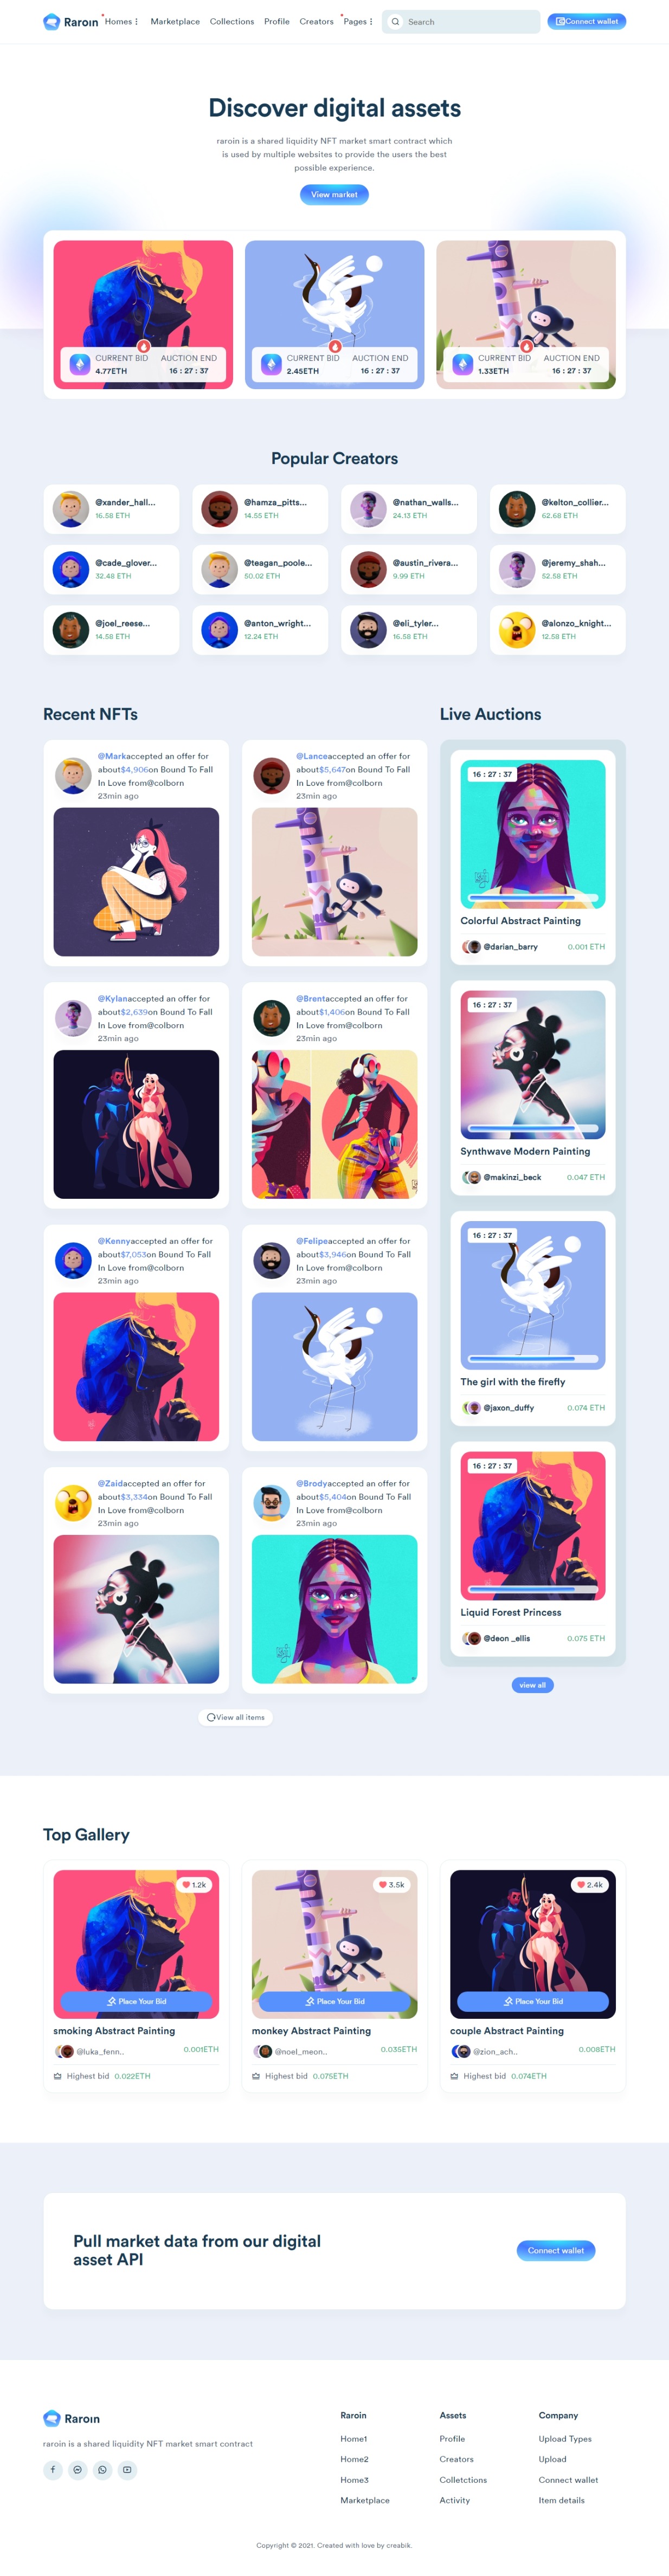 Raroin
Homes
Marketplace
Collections
Profile
Creators
Pages
Search
Connect wallet
Discover digital assets
raroin is a shared liquidity NFT market smart contract which
is used by multiple websites to provide the users the best
possible experience.
View market
CURRENT BID
4.77ETH
AUCTION END
16 : 27 : 37
CURRENT BID
2.45ETH
AUCTION END
16 : 27 : 37
CURRENT BID
1.33ETH
AUCTION END
16 : 27 : 37
Popular Creators
@xander_hall...
16.58 ETH
@hamza_pitts...
14.55 ETH
@nathan_walls...
24.13 ETH
@kelton_collier...
62.68 ETH
@cade_glover...
32.48 ETH
@teagan_poole...
50.02 ETH
@austin_rivera...
9.99 ETH
@jeremy_shah...
52.58 ETH
@joel_reese...
14.58 ETH
@anton_wright...
12.24 ETH
@eli_tyler...
16.58 ETH
@alonzo_knight...
12.58 ETH
Recent NFTs
@Markaccepted an offer for
about$4,906on Bound To Fall
In Love from@colborn
23min ago
@Lanceaccepted an offer for
about$5,647on Bound To Fall
In Love from@colborn
23min ago
@Kylanaccepted an offer for
about$2,639on Bound To Fall
In Love from@colborn
23min ago
@Brentaccepted an offer for
about$1,406on Bound To Fall
In Love from@colborn
23min ago
@Kennyaccepted an offer for
about$7,053on Bound To Fall
In Love from@colborn
23min ago
@Felipeaccepted an offer for
about$3,946on Bound To Fall
In Love from@colborn
23min ago
@Zaidaccepted an offer for
about$3,334on Bound To Fall
In Love from@colborn
23min ago
@Brodyaccepted an offer for
about$5,404on Bound To Fall
In Love from@colborn
23min ago
View all items
Live Auctions
16 : 27 : 37
Colorful Abstract Painting
@darian_barry
0.001 ETH
16 : 27 : 37
Synthwave Modern Painting
@makinzi_beck
0.047 ETH
16 : 27 : 37
The girl with the firefly
@jaxon_duffy
0.074 ETH
16 : 27 : 37
Liquid Forest Princess
@deon _ellis
0.075 ETH
view all
Top Gallery
1.2k
Place Your Bid
smoking Abstract Painting
@luka_fenn..
0.001ETH
Highest bid 0.022ETH
3.5k
Place Your Bid
monkey Abstract Painting
@noel_meon..
0.035ETH
Highest bid 0.075ETH
2.4k
Place Your Bid
couple Abstract Painting
@zion_ach..
0.008ETH
Highest bid 0.074ETH
Pull market data from our digital
asset API
Connect wallet
Raroin
raroin is a shared liquidity NFT market smart contract
Raroin
Home1
Home2
Home3
Marketplace
Assets
Profile
Creators
Colletctions
Activity
Company
Upload Types
Upload
Connect wallet
Item details
Copyright © 2021. Created with love by creabik.